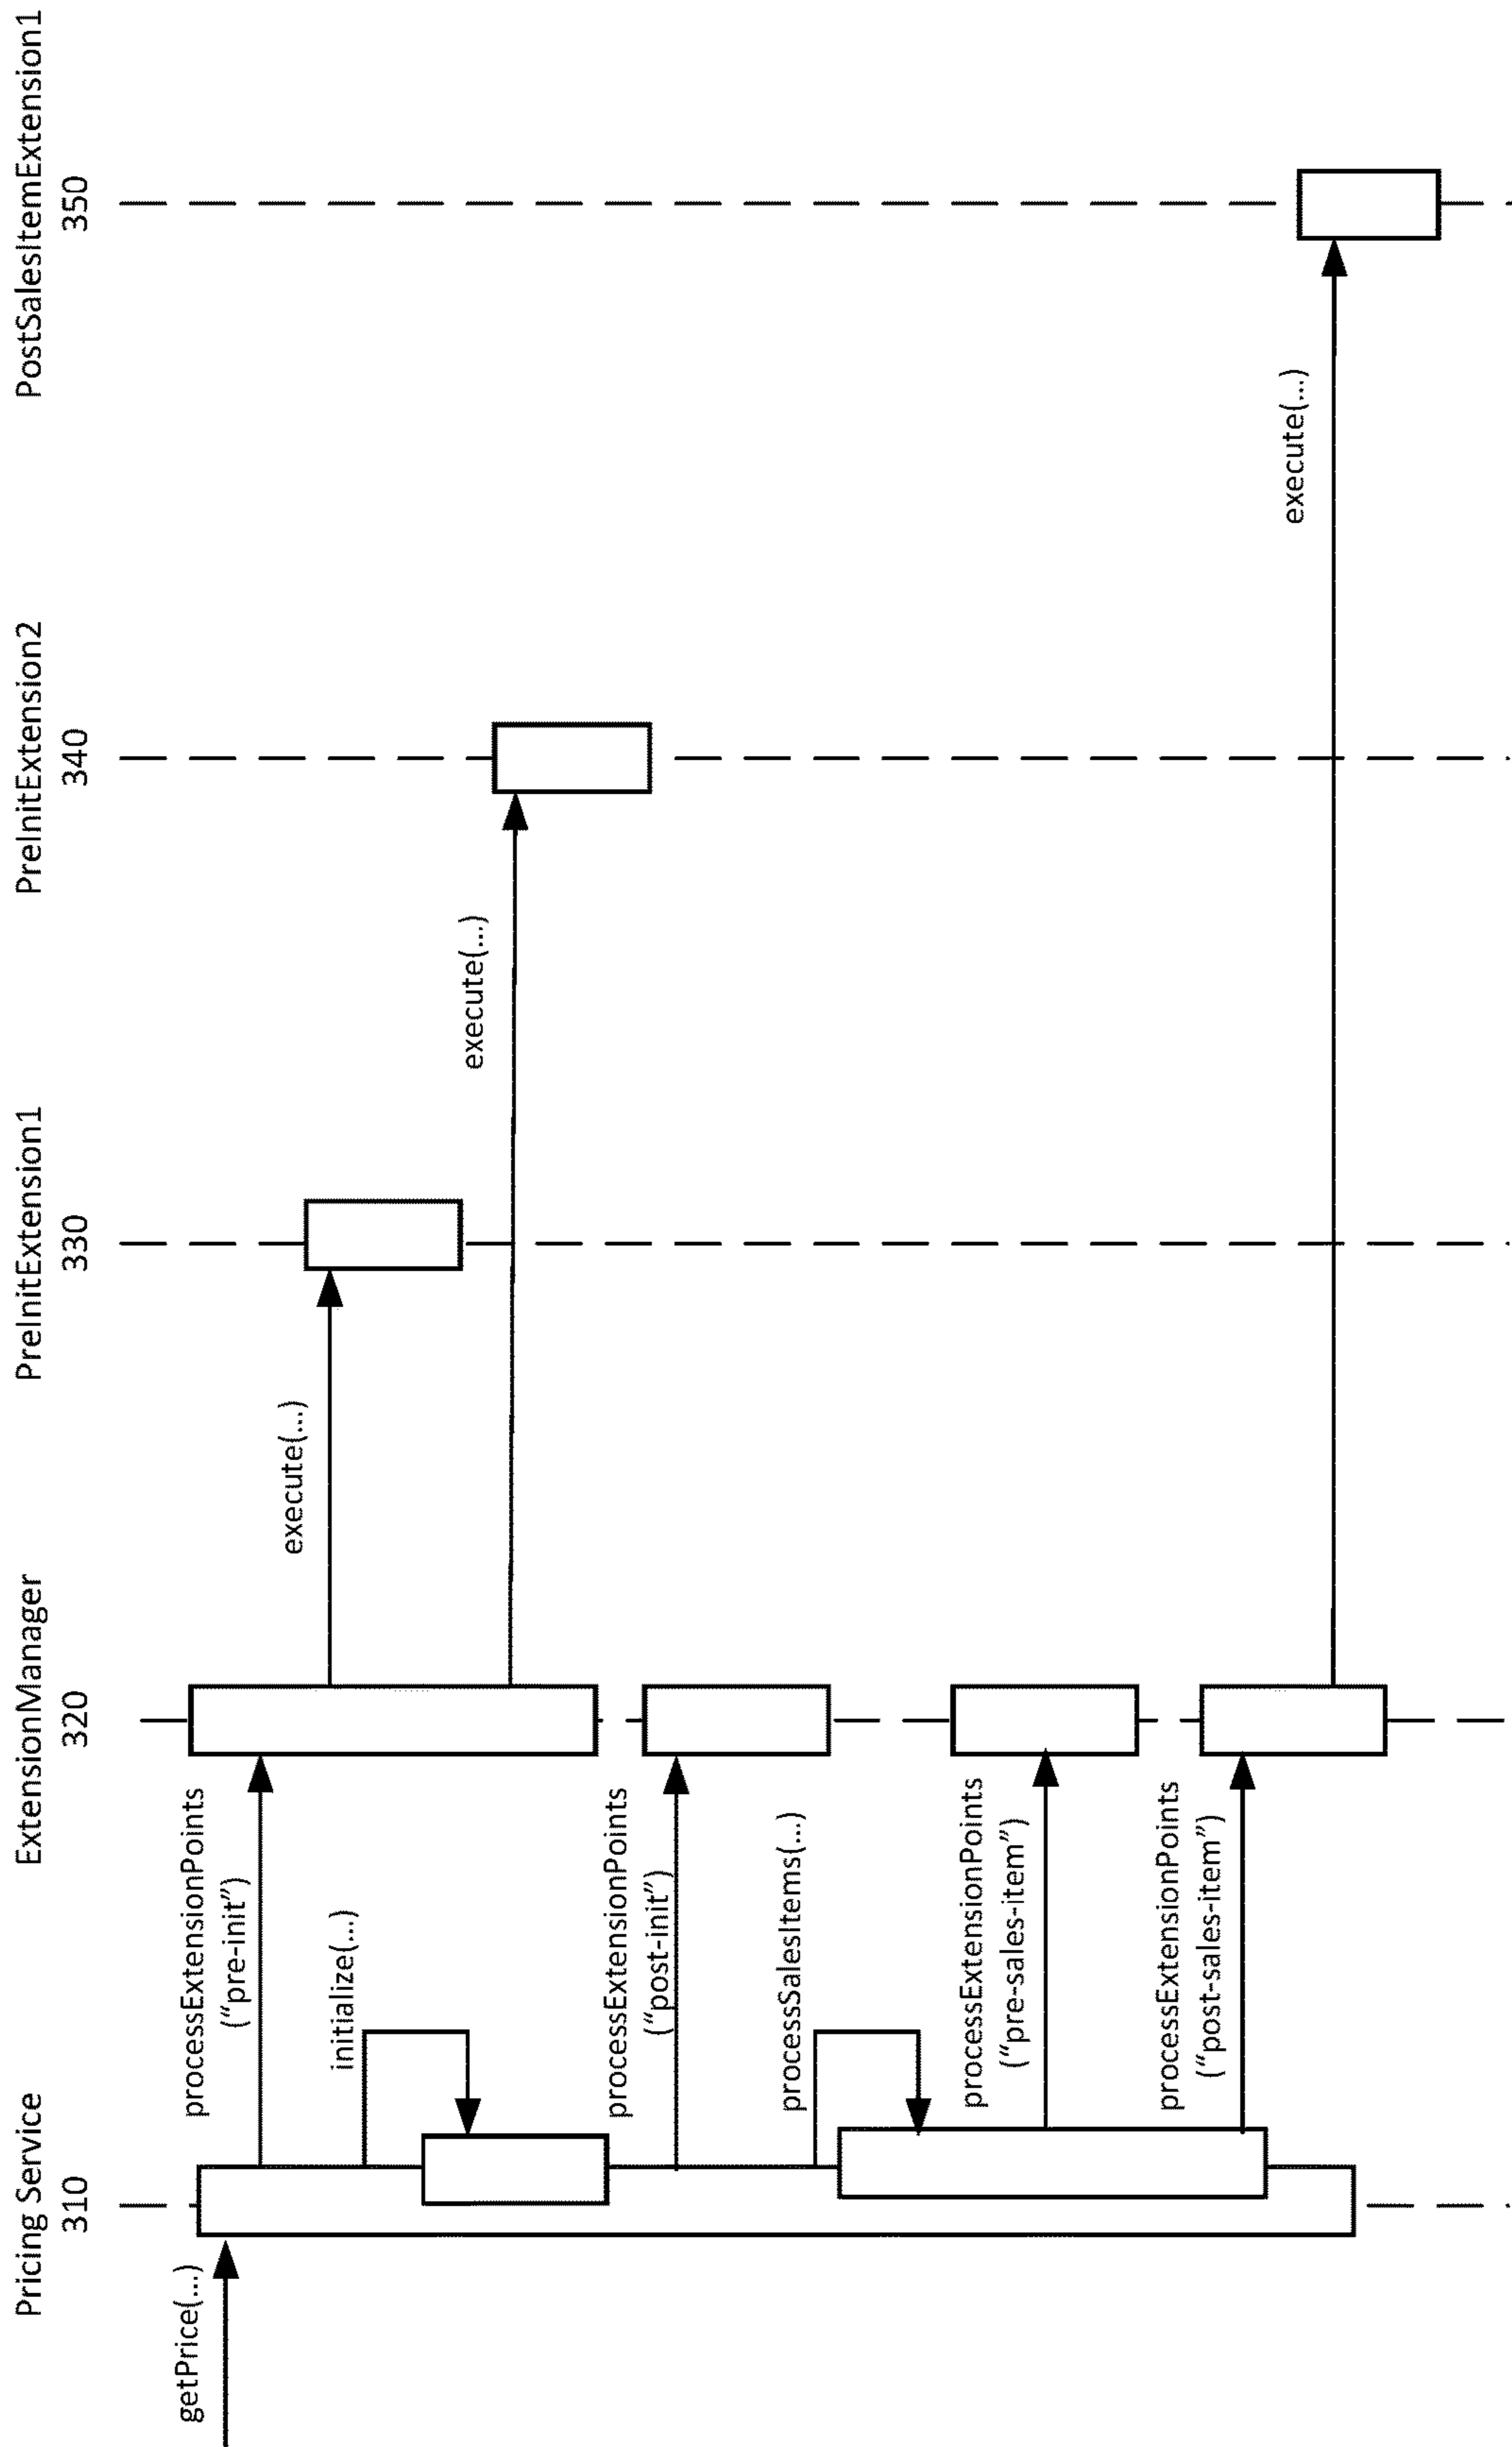 Pricing Service
310
ExtensionManager
320
PreInitExtension1
330
PreInitExtension2
340
PostSalesItemExtension1
350
getPrice(...)
processExtensionPoints
(“pre-init”)
execute(...)
initialize(...)
execute(...)
processExtensionPoints
(“post-init”)
processSalesItems(...)
processExtensionPoints
(“pre-sales-item”)
processExtensionPoints
(“post-sales-item”)
execute(...)